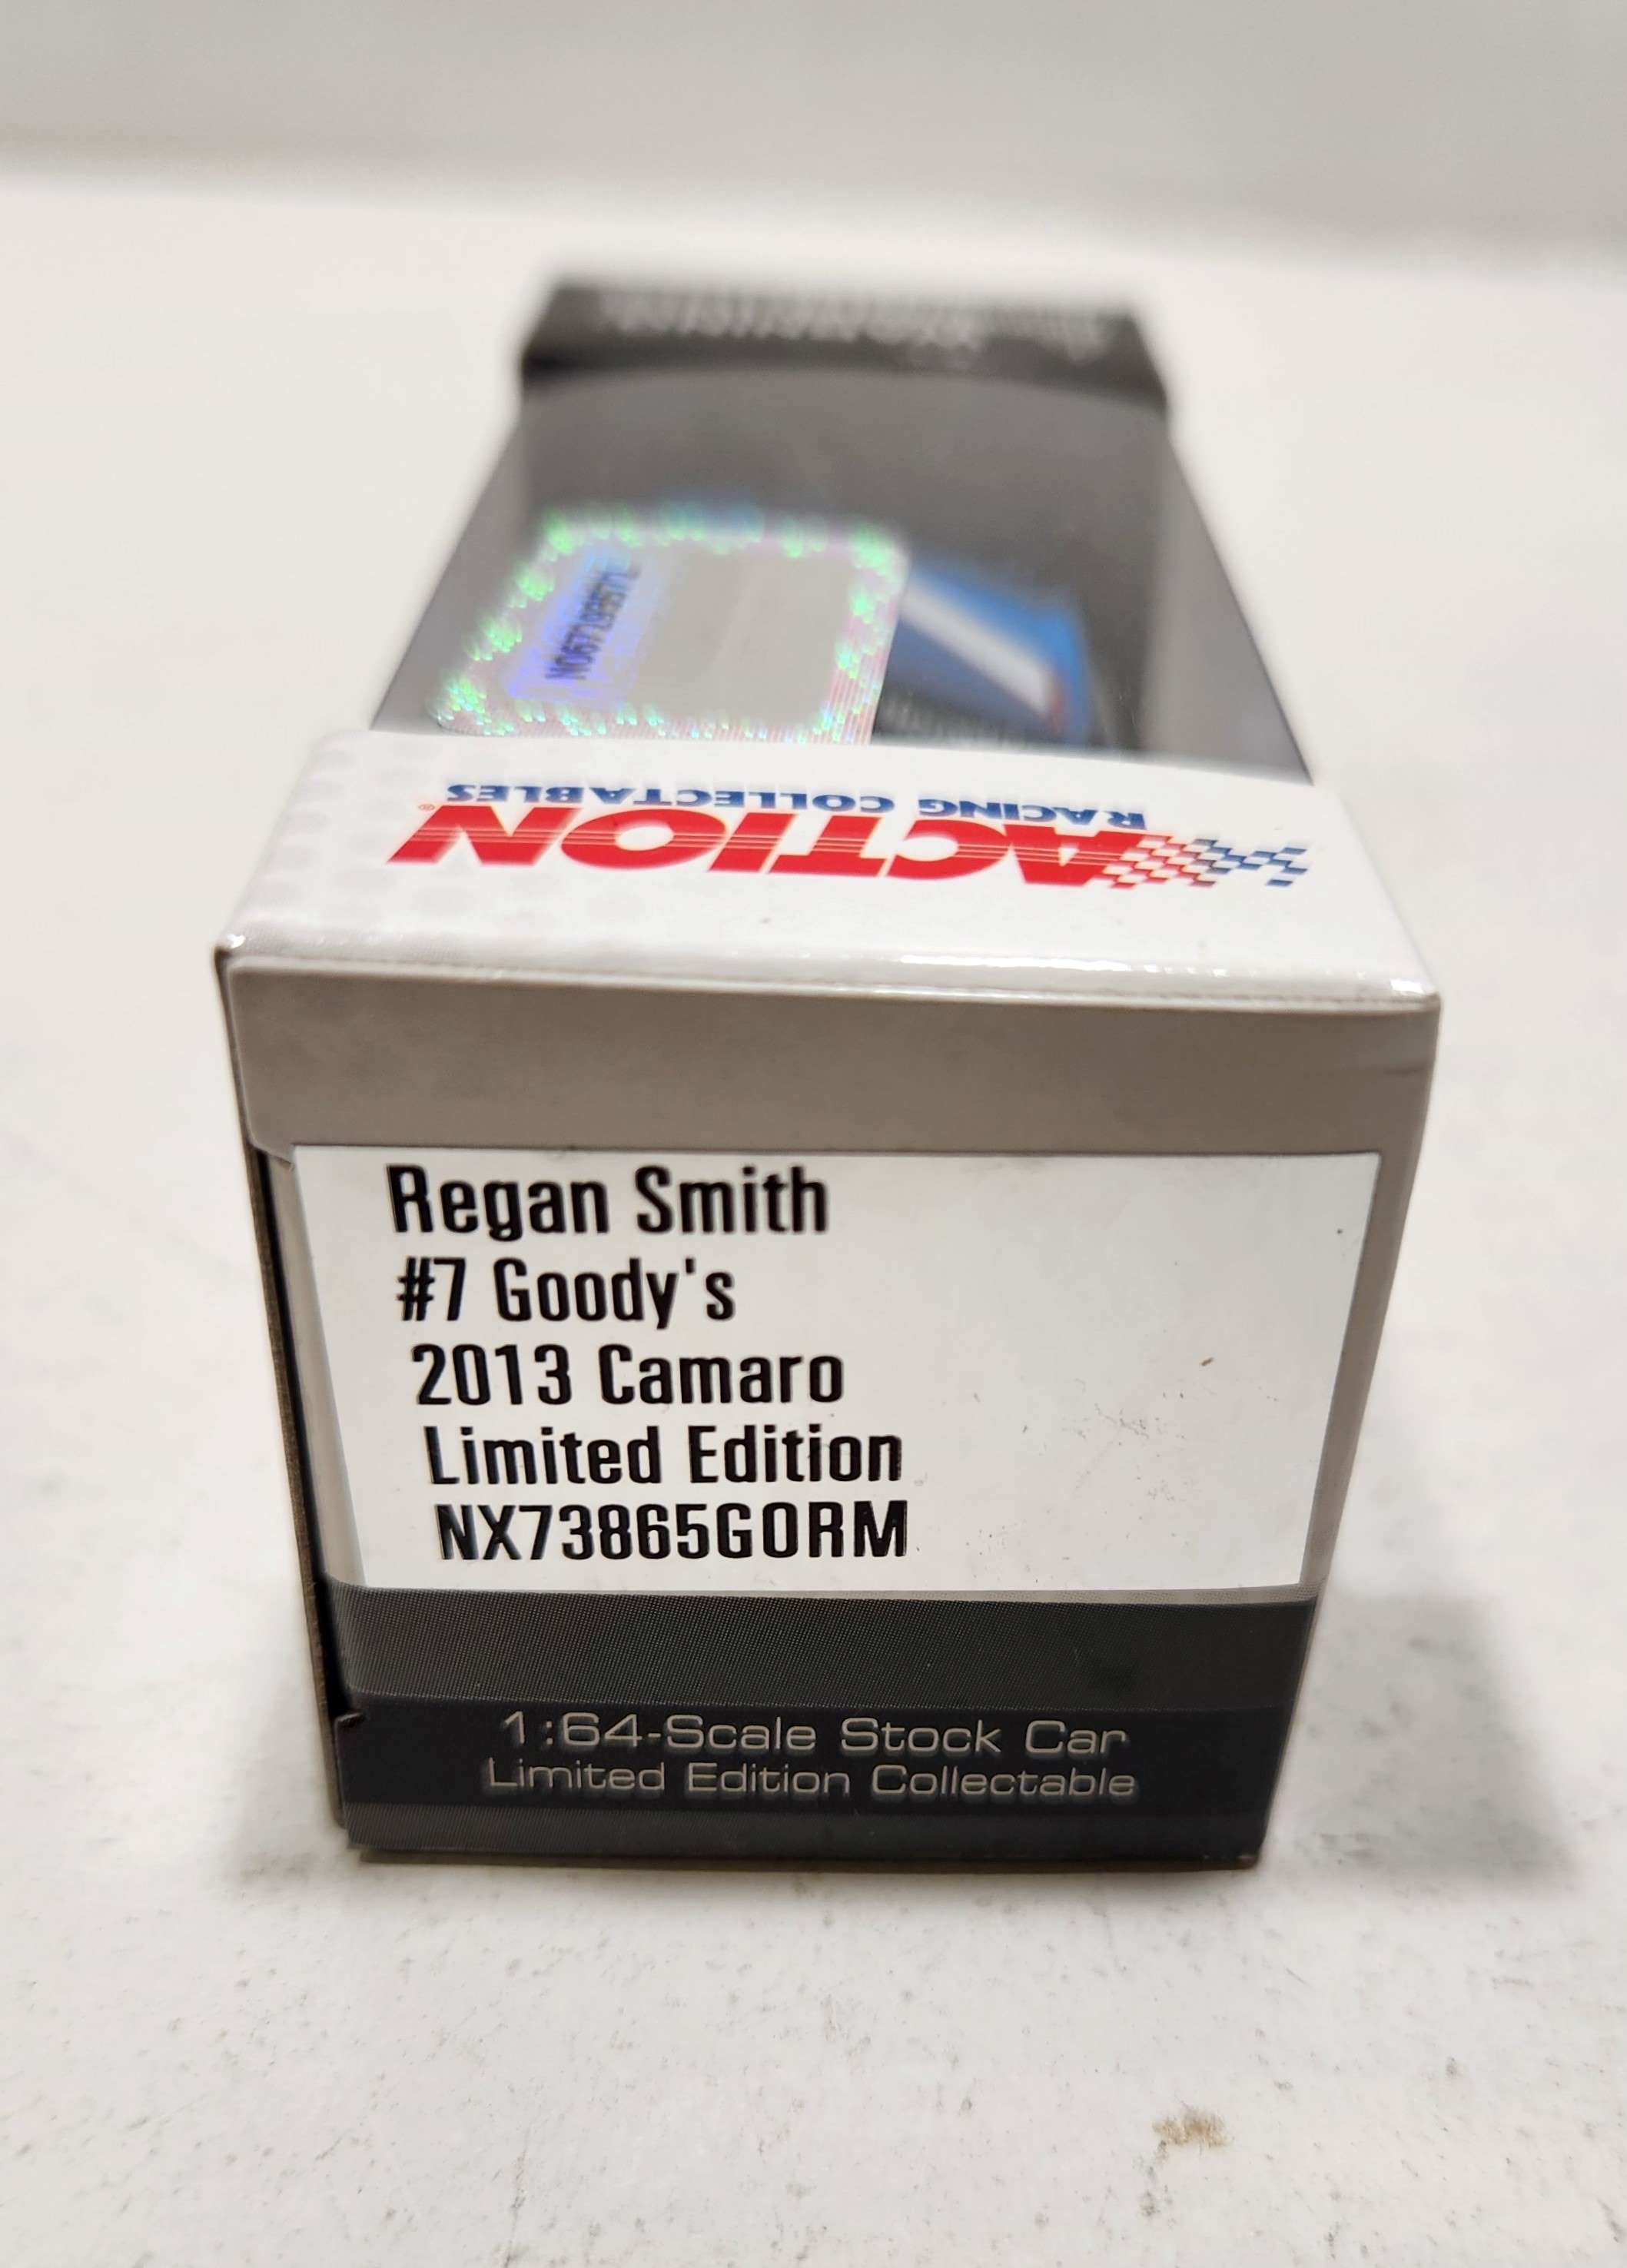 ACTION
RACING COLLECTABLES
Regan Smith
#7 Goody's
2013 Camaro
Limited Edition
NX73865GORM
1:64-Scale Stock Car
Limited Edition Collectable